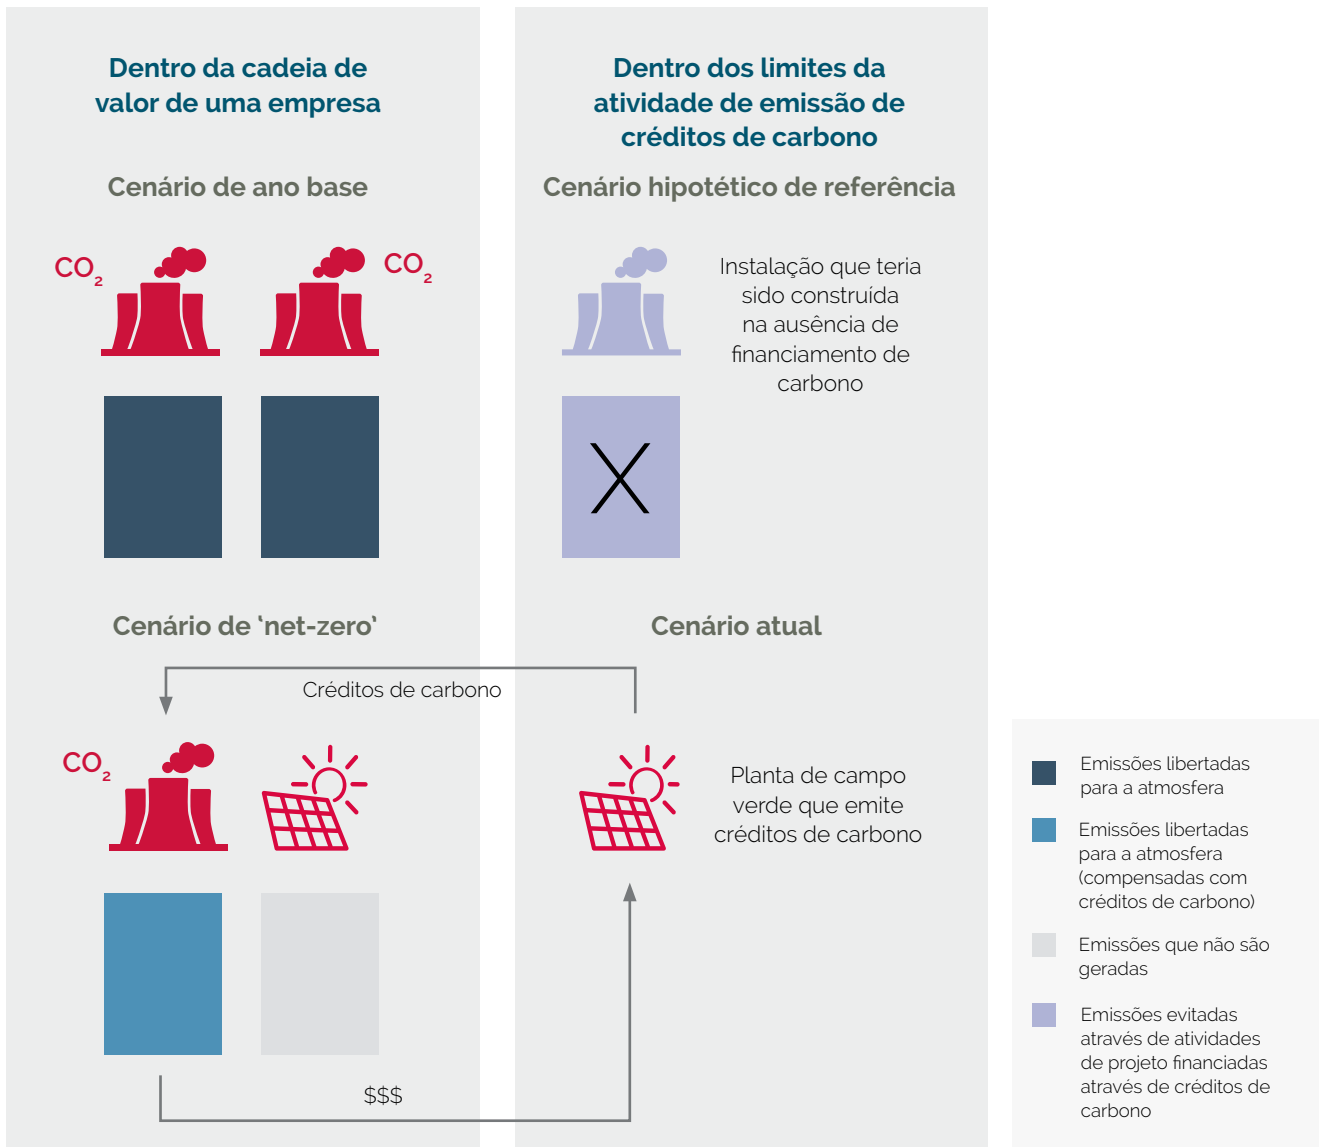 Dentro da cadeia de
valor de uma empresa
Cenário de ano base
CO₂
CO₂
Cenário de ‘net-zero’
Créditos de carbono
CO₂
$$$
Dentro dos limites da
atividade de emissão de
créditos de carbono
Cenário hipotético de referência
Instalação que teria
sido construída
na ausência de
financiamento de
carbono
X
Cenário atual
Planta de campo
verde que emite
créditos de carbono
Emissões libertadas
para a atmosfera
Emissões libertadas
para a atmosfera
(compensadas com
créditos de carbono)
Emissões que não são
geradas
Emissões evitadas
através de atividades
de projeto financiadas
através de créditos de
carbono